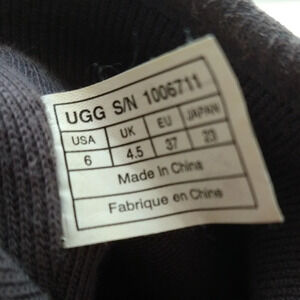 UGG S/N 1006711
USA UK EU JAPAN
6 4.5 37 23
Made In China
Fabrique en Chine